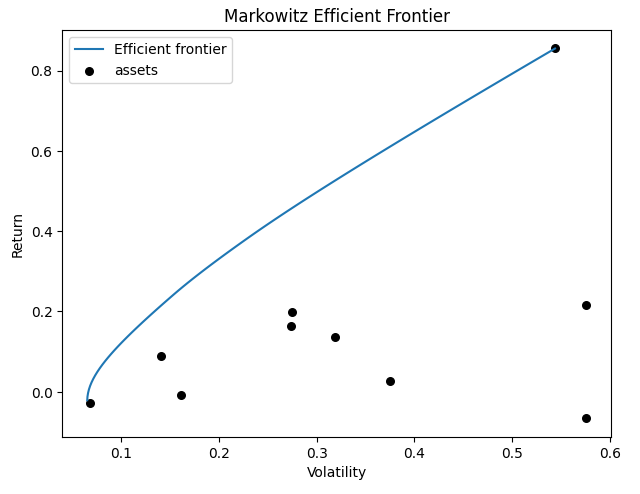 Markowitz Efficient Frontier
Efficient frontier
assets
Return
0.8
0.6
0.4
0.2
0.0
0.1
0.2
0.3
0.4
0.5
0.6
Volatility